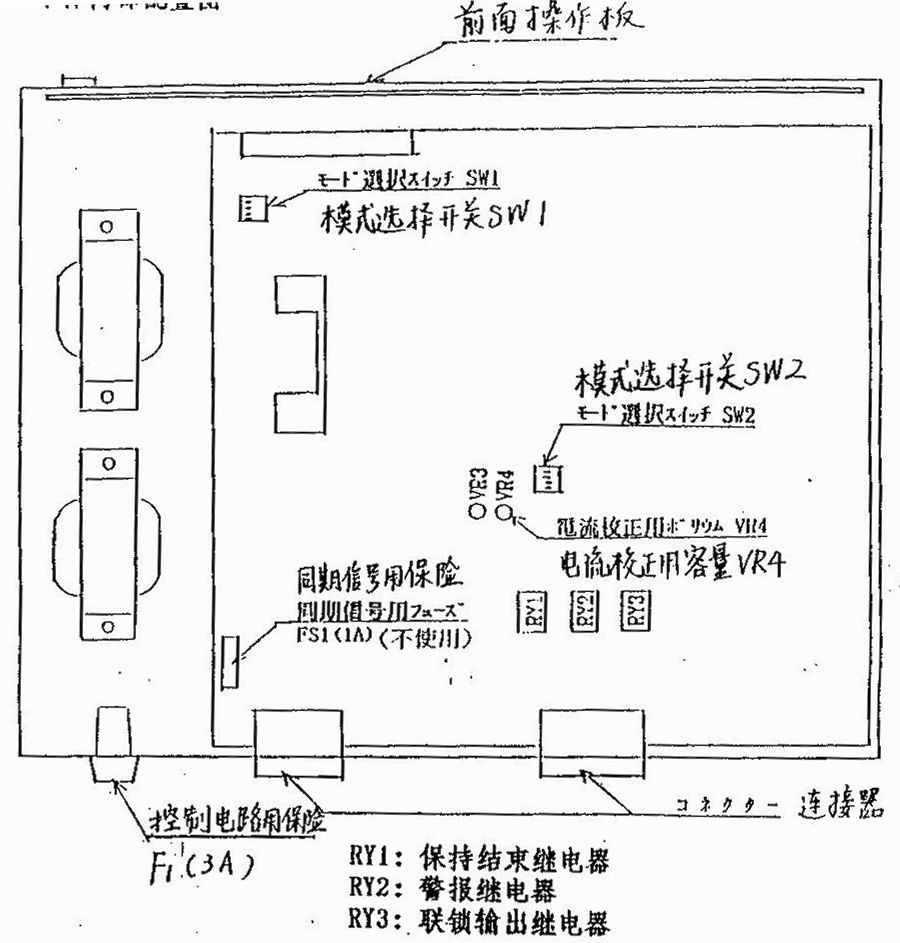 前面操作板
ﾓｰﾄﾞ選択ｽｲｯﾁ SW1
模式选择开关SW1
模式选择开关SW2
ﾓｰﾄﾞ選択ｽｲｯﾁ SW2
VR3
VR4
電流校正用ﾎﾞﾘｳﾑ VR4
电流校正用容量VR4
同期信号用保险
同期信号用ﾌｭｰｽﾞ
FS1(1A)(不使用)
RY1
RY2
RY3
コネクター 连接器
控制电路用保险
F1(3A)
RY1: 保持结束继电器
RY2: 警报继电器
RY3: 联锁输出继电器